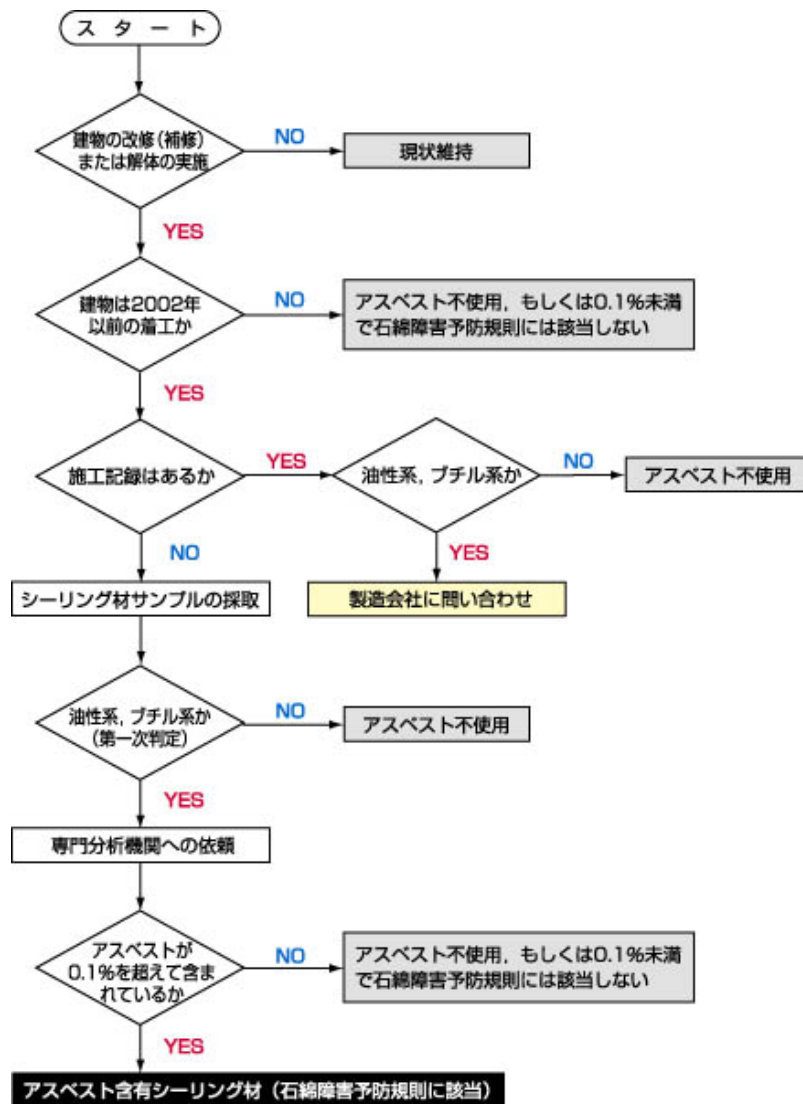 スタート
建物の改修（補修）
または解体の実施
NO
現状維持
YES
建物は2002年
以前の着工か
NO
アスベスト不使用，もしくは0.1%未満
で石綿障害予防規則には該当しない
YES
施工記録はあるか
YES
油性系，ブチル系か
NO
アスベスト不使用
NO
YES
シーリング材サンプルの採取
製造会社に問い合わせ
油性系，ブチル系か
（第一次判定）
NO
アスベスト不使用
YES
専門分析機関への依頼
アスベストが
0.1%を超えて含ま
れているか
NO
アスベスト不使用，もしくは0.1%未満
で石綿障害予防規則には該当しない
YES
アスベスト含有シーリング材（石綿障害予防規則に該当）